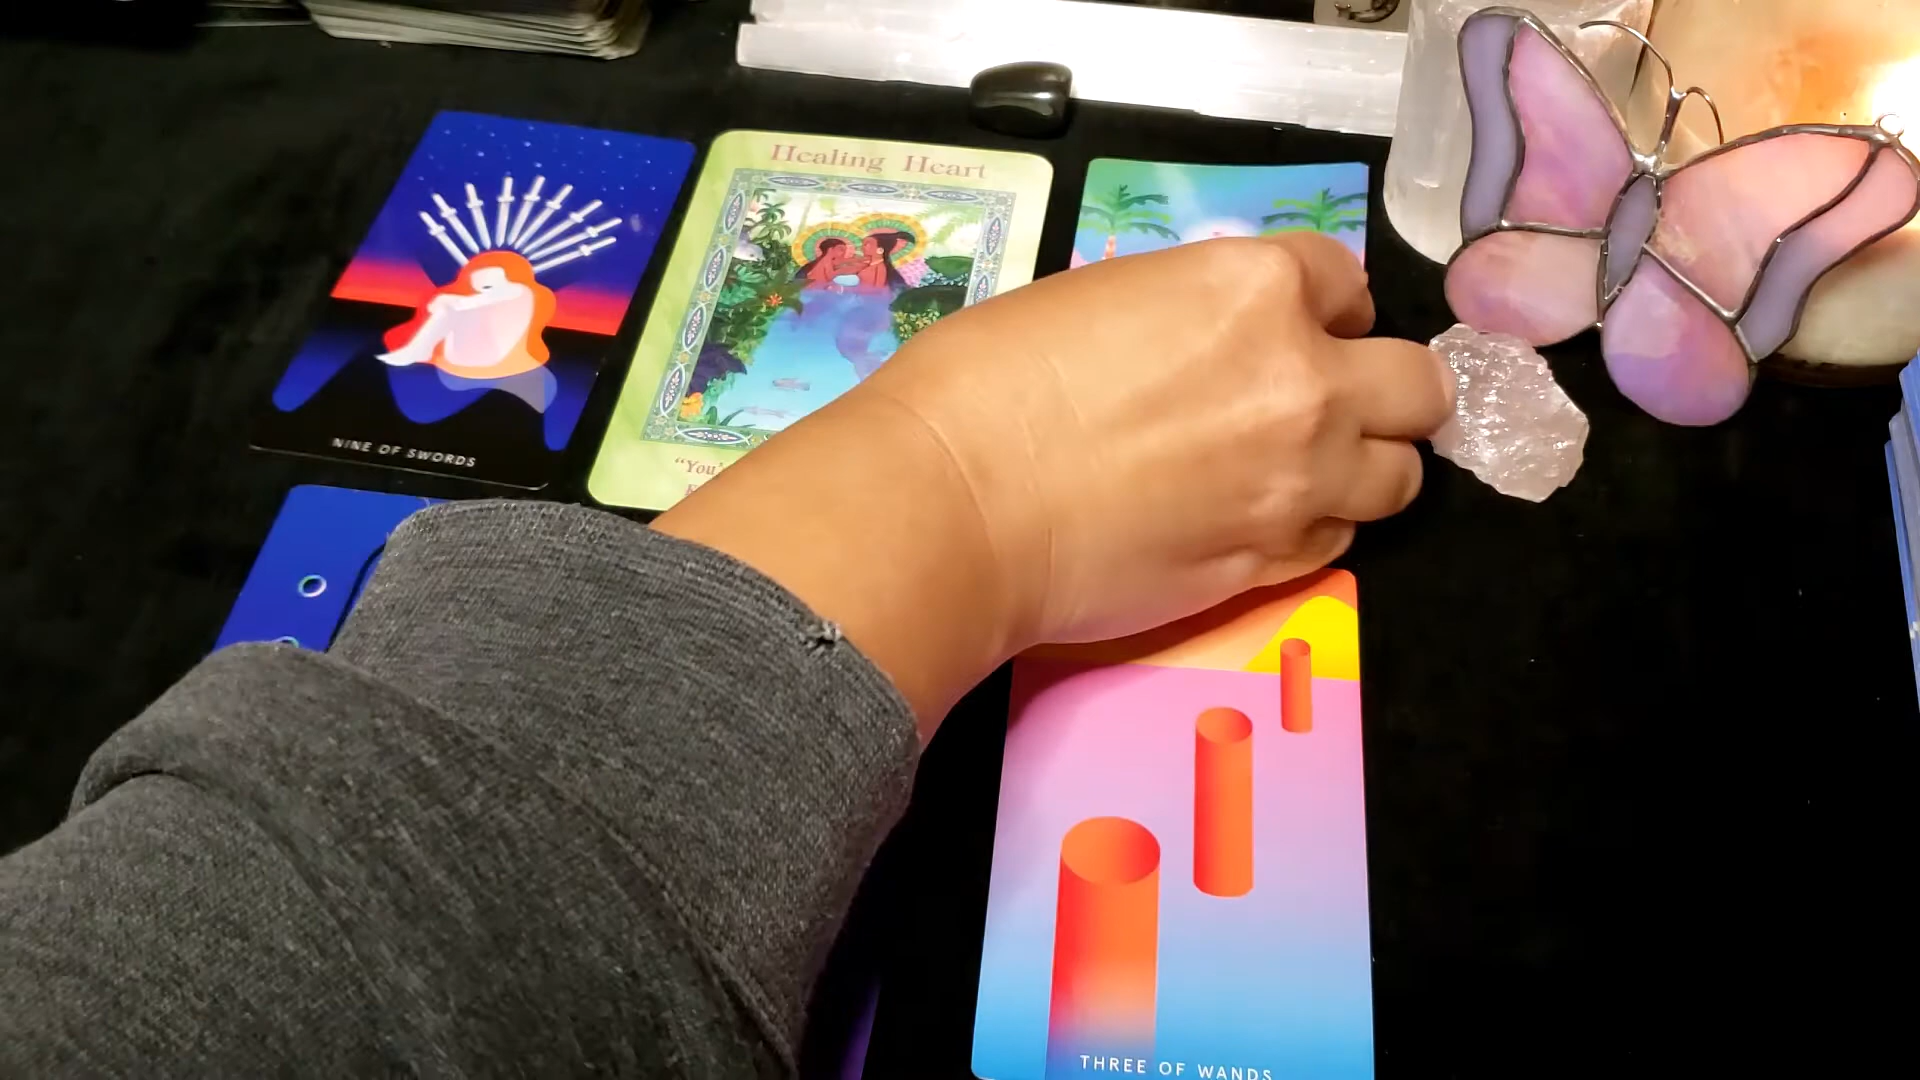 Healing Heart
NINE OF SWORDS
"You'
THREE OF WANDS